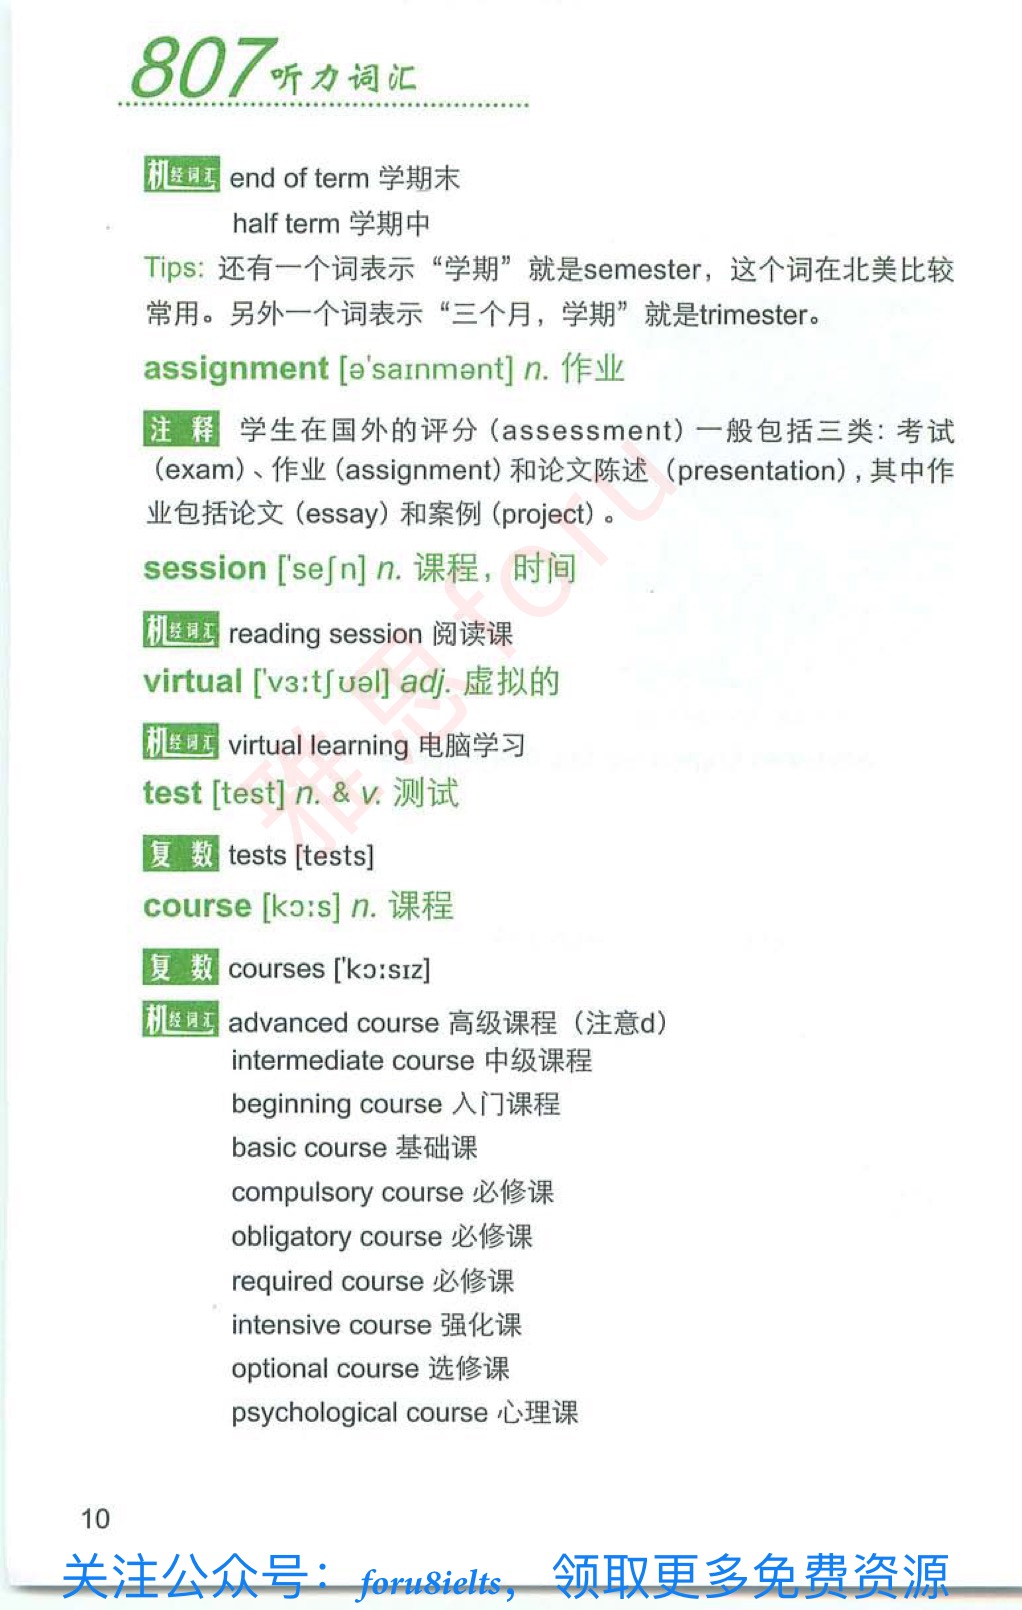 807听力词汇
机经词汇 end of term 学期末
half term 学期中
Tips: 还有一个词表示“学期”就是semester，这个词在北美比较
常用。另外一个词表示“三个月，学期”就是trimester。
assignment [ə'saɪnmənt] n. 作业
注释 学生在国外的评分（assessment）一般包括三类：考试
（exam）、作业（assignment）和论文陈述（presentation），其中作
业包括论文（essay）和案例（project）。
session ['seʃn] n. 课程，时间
机经词汇 reading session 阅读课
virtual ['vɜːtʃʊəl] adj. 虚拟的
机经词汇 virtual learning 电脑学习
test [test] n. & v. 测试
复数 tests [tests]
course [kɔːs] n. 课程
复数 courses ['kɔːsɪz]
机经词汇 advanced course 高级课程（注意d）
intermediate course 中级课程
beginning course 入门课程
basic course 基础课
compulsory course 必修课
obligatory course 必修课
required course 必修课
intensive course 强化课
optional course 选修课
psychological course 心理课
雅思foru
10
关注公众号：foru8ielts，领取更多免费资源